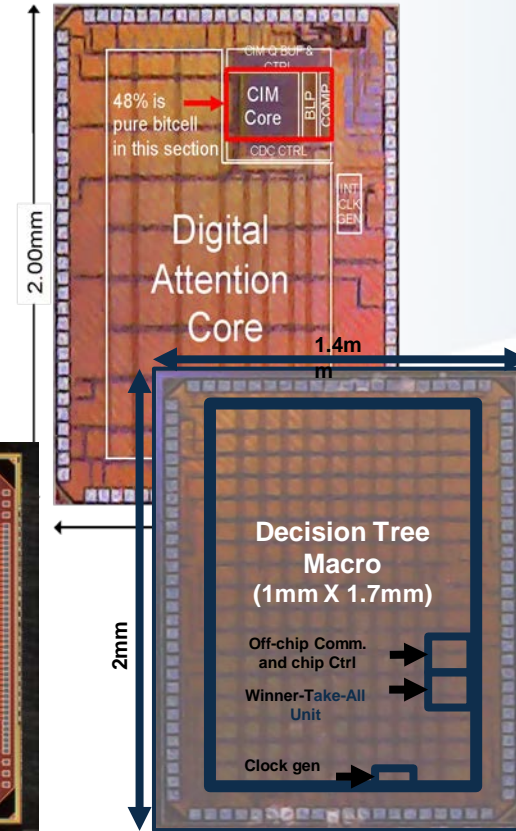 CIM Q BUF &
CTRL
48% is
pure bitcell
in this section
CIM
Core
BLP
COMP
CDC CTRL
INT
CLK
GEN
2.00mm
Digital
Attention
Core
1.4m
m
2mm
Decision Tree
Macro
(1mm X 1.7mm)
Off-chip Comm.
and chip Ctrl
Winner-Take-All
Unit
Clock gen